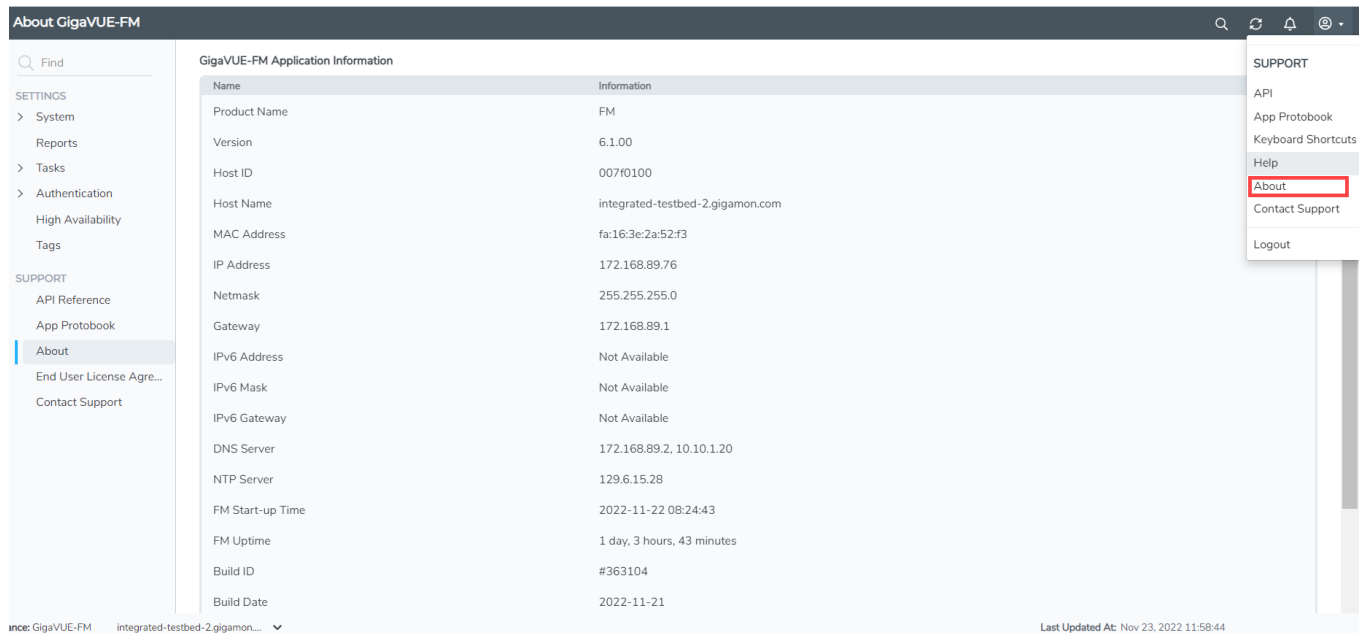 About GigaVUE-FM
Find
SETTINGS
System
Reports
Tasks
Authentication
High Availability
Tags
SUPPORT
API Reference
App Protobook
About
End User License Agre...
Contact Support
GigaVUE-FM Application Information
Name Information
Product Name FM
Version 6.1.00
Host ID 007f0100
Host Name integrated-testbed-2.gigamon.com
MAC Address fa:16:3e:2a:52:f3
IP Address 172.168.89.76
Netmask 255.255.255.0
Gateway 172.168.89.1
IPv6 Address Not Available
IPv6 Mask Not Available
IPv6 Gateway Not Available
DNS Server 172.168.89.2, 10.10.1.20
NTP Server 129.6.15.28
FM Start-up Time 2022-11-22 08:24:43
FM Uptime 1 day, 3 hours, 43 minutes
Build ID #363104
Build Date 2022-11-21
SUPPORT
API
App Protobook
Keyboard Shortcuts
Help
About
Contact Support
Logout
ance: GigaVUE-FM integrated-testbed-2.gigamon.... Last Updated At: Nov 23, 2022 11:58:44